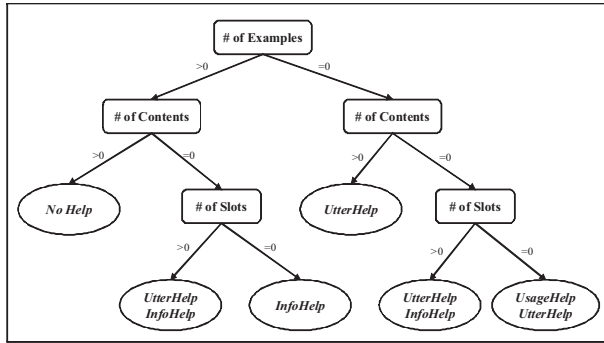 # of Examples
>0
=0
# of Contents
# of Contents
>0
=0
>0
=0
No Help
# of Slots
UtterHelp
# of Slots
>0
=0
>0
=0
UtterHelp
InfoHelp
InfoHelp
UtterHelp
InfoHelp
UsageHelp
UtterHelp